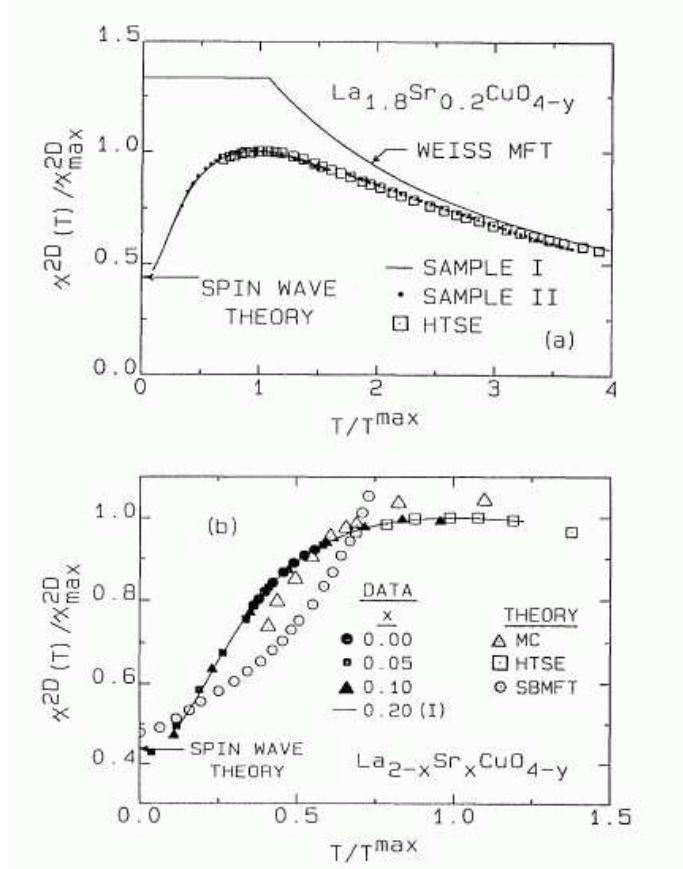 1.5
La1.8Sr0.2CuO4-y
1.0
WEISS MFT
χ2D (T) / χ2Dmax
0.5
SAMPLE I
SPIN WAVE
THEORY
SAMPLE II
HTSE
(a)
0.0
0 1 2 3 4
T/Tmax
1.0
(b)
χ2D (T) / χ2Dmax
0.8
DATA
x
THEORY
0.00
MC
0.05
HTSE
0.6
0.10
SBMFT
0.20 (I)
SPIN WAVE
THEORY
0.4
La2-xSrxCuO4-y
0.0 0.5 1.0 1.5
T/Tmax